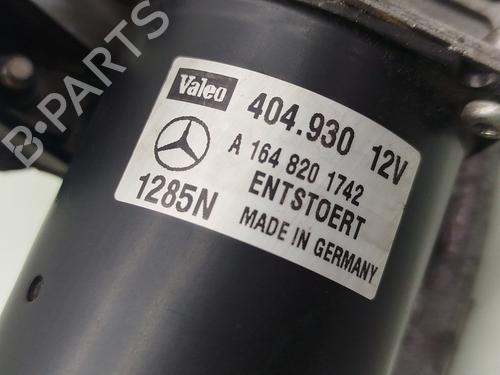 B-PARTS
Valeo 404.930 12V
A 164 820 1742
1285N ENTSTOERT
MADE IN GERMANY